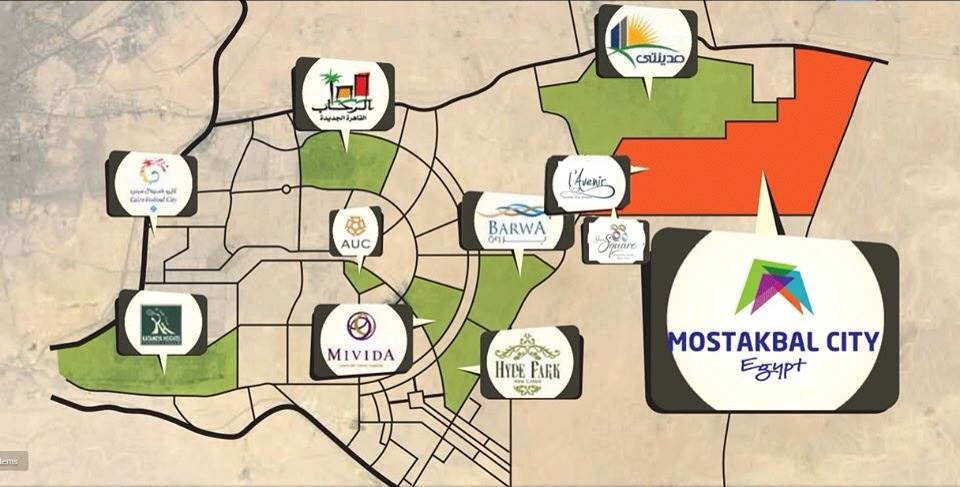 مدينتي
الرحاب
القاهرة الجديدة
كايرو فستيفال سيتي
Cairo Festival City
l'Avenir
AUC
BARWA
بروة
The
Square
MOSTAKBAL CITY
Egypt
KATAMEYA HEIGHTS
MIVIDA
HYDE PARK
NEW CAIRO
tems